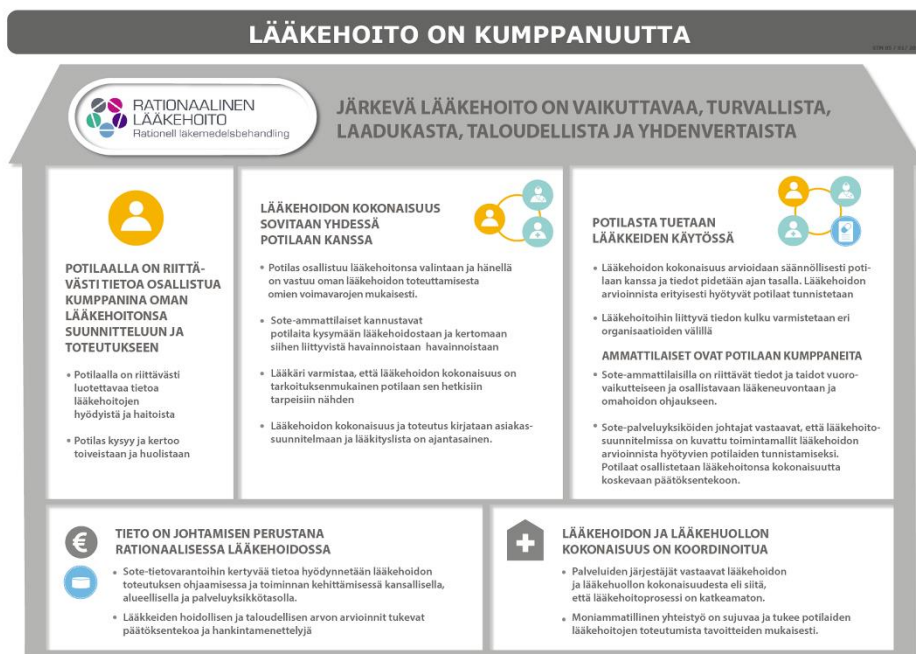 LÄÄKEHOITO ON KUMPPANUUTTA
RATIONAALINEN
LÄÄKEHOITO
Rationell läkemedelsbehandling
JÄRKEVÄ LÄÄKEHOITO ON VAIKUTTAVAA, TURVALLISTA,
LAADUKASTA, TALOUDELLISTA JA YHDENVERTAISTA
POTILAALLA ON RIITTÄ-
VÄSTI TIETOA OSALLISTUA
KUMPPANINA OMAN
LÄÄKEHOITONSA
SUUNNITTELUUN JA
TOTEUTUKSEEN
• Potilaalla on riittävästi
luotettavaa tietoa
lääkehoitojen
hyödyistä ja haitoista
• Potilas kysyy ja kertoo
toiveistaan ja huolistaan
LÄÄKEHOIDON KOKONAISUUS
SOVITAAN YHDESSÄ
POTILAAN KANSSA
• Potilas osallistuu lääkehoitonsa valintaan ja hänellä
on vastuu oman lääkehoidon toteuttamisesta
omien voimavarojen mukaisesti.
• Sote-ammattilaiset kannustavat
potilaita kysymään lääkehoidostaan ja kertomaan
siihen liittyvistä havainnoistaan havainnoistaan
• Lääkäri varmistaa, että lääkehoidon kokonaisuus on
tarkoituksenmukainen potilaan sen hetkisiin
tarpeisiin nähden
• Lääkehoidon kokonaisuus ja toteutus kirjataan asiakas-
suunnitelmaan ja lääkityslista on ajantasainen.
POTILASTA TUETAAN
LÄÄKKEIDEN KÄYTÖSSÄ
• Lääkehoidon kokonaisuus arvioidaan säännöllisesti poti-
laan kanssa ja tiedot pidetään ajan tasalla. Lääkehoidon
arvioinnista erityisesti hyötyvät potilaat tunnistetaan
• Lääkehoitoihin liittyvä tiedon kulku varmistetaan eri
organisaatioiden välillä
AMMATTILAISET OVAT POTILAAN KUMPPANEITA
• Sote-ammattilaisilla on riittävät tiedot ja taidot vuoro-
vaikutteiseen ja osallistavaan lääkeneuvontaan ja
omahoidon ohjaukseen.
• Sote-palveluyksiköiden johtajat vastaavat, että lääkehoito-
suunnitelmissa on kuvattu toimintamallit lääkehoidon
arvioinnista hyötyvien potilaiden tunnistamiseksi.
Potilaat osallistetaan lääkehoitonsa kokonaisuutta
koskevaan päätöksentekoon.
€
TIETO ON JOHTAMISEN PERUSTANA
RATIONAALISESSA LÄÄKEHOIDOSSA
• Sote-tietovarantoihin kertyvää tietoa hyödynnetään lääkehoidon
toteutuksen ohjaamisessa ja toiminnan kehittämisessä kansallisella,
alueellisella ja palveluyksikkötasolla.
• Lääkkeiden hoidollisen ja taloudellisen arvon arvioinnit tukevat
päätöksentekoa ja hankintamenettelyjä
LÄÄKEHOIDON JA LÄÄKEHUOLLON
KOKONAISUUS ON KOORDINOITUA
• Palveluiden järjestäjät vastaavat lääkehoidon
ja lääkehuollon kokonaisuudesta eli siitä,
että lääkehoitoprosessi on katkeamaton.
• Moniammatillinen yhteistyö on sujuvaa ja tukee potilaiden
lääkehoitojen toteutumista tavoitteiden mukaisesti.